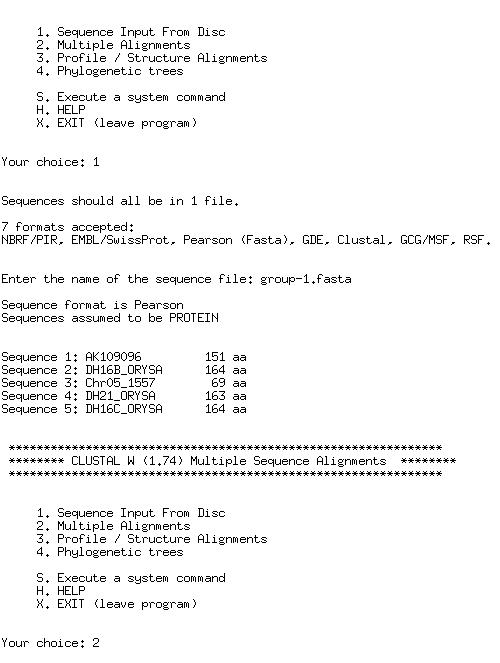 1. Sequence Input From Disc
2. Multiple Alignments
3. Profile / Structure Alignments
4. Phylogenetic trees
S. Execute a system command
H. HELP
X. EXIT (leave program)
Your choice: 1
Sequences should all be in 1 file.
7 formats accepted:
NBRF/PIR, EMBL/SwissProt, Pearson (Fasta), GDE, Clustal, GCG/MSF, RSF.
Enter the name of the sequence file: group-1.fasta
Sequence format is Pearson
Sequences assumed to be PROTEIN
Sequence 1: AK109096 151 aa
Sequence 2: DH16B_ORYSA 164 aa
Sequence 3: Chr05_1557 69 aa
Sequence 4: DH21_ORYSA 163 aa
Sequence 5: DH16C_ORYSA 164 aa
**************************************************************
******** CLUSTAL W (1.74) Multiple Sequence Alignments ********
**************************************************************
1. Sequence Input From Disc
2. Multiple Alignments
3. Profile / Structure Alignments
4. Phylogenetic trees
S. Execute a system command
H. HELP
X. EXIT (leave program)
Your choice: 2